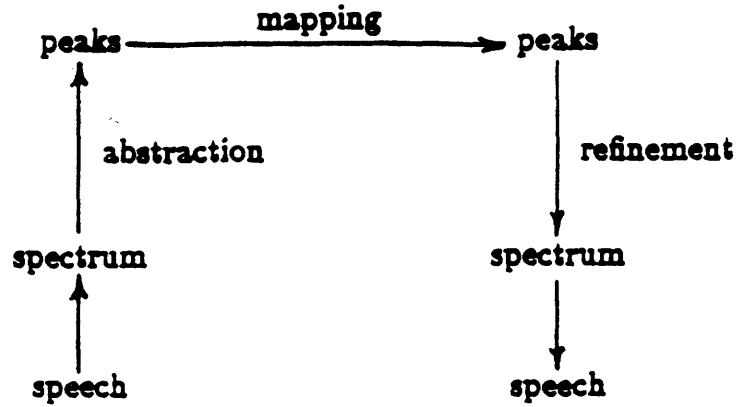 mapping
peaks peaks
abstraction refinement
spectrum spectrum
speech speech